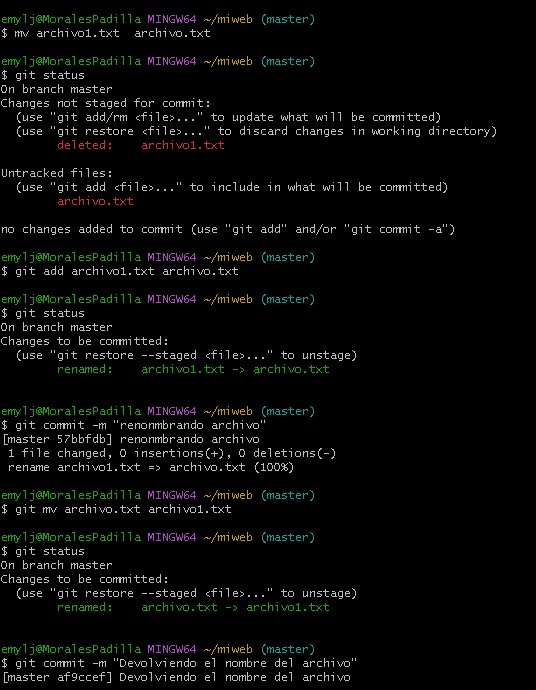 emylj@MoralesPadilla MINGW64 ~/miweb (master)
$ mv archivo1.txt  archivo.txt
emylj@MoralesPadilla MINGW64 ~/miweb (master)
$ git status
On branch master
Changes not staged for commit:
  (use "git add/rm <file>..." to update what will be committed)
  (use "git restore <file>..." to discard changes in working directory)
        deleted:    archivo1.txt
Untracked files:
  (use "git add <file>..." to include in what will be committed)
        archivo.txt
no changes added to commit (use "git add" and/or "git commit -a")
emylj@MoralesPadilla MINGW64 ~/miweb (master)
$ git add archivo1.txt archivo.txt
emylj@MoralesPadilla MINGW64 ~/miweb (master)
$ git status
On branch master
Changes to be committed:
  (use "git restore --staged <file>..." to unstage)
        renamed:    archivo1.txt -> archivo.txt
emylj@MoralesPadilla MINGW64 ~/miweb (master)
$ git commit -m "renonmbrando archivo"
[master 57bbfdb] renonmbrando archivo
 1 file changed, 0 insertions(+), 0 deletions(-)
 rename archivo1.txt => archivo.txt (100%)
emylj@MoralesPadilla MINGW64 ~/miweb (master)
$ git mv archivo.txt  archivo1.txt
emylj@MoralesPadilla MINGW64 ~/miweb (master)
$ git status
On branch master
Changes to be committed:
  (use "git restore --staged <file>..." to unstage)
        renamed:    archivo.txt -> archivo1.txt
emylj@MoralesPadilla MINGW64 ~/miweb (master)
$ git commit -m "Devolviendo el nombre del archivo"
[master af9ccef] Devolviendo el nombre del archivo